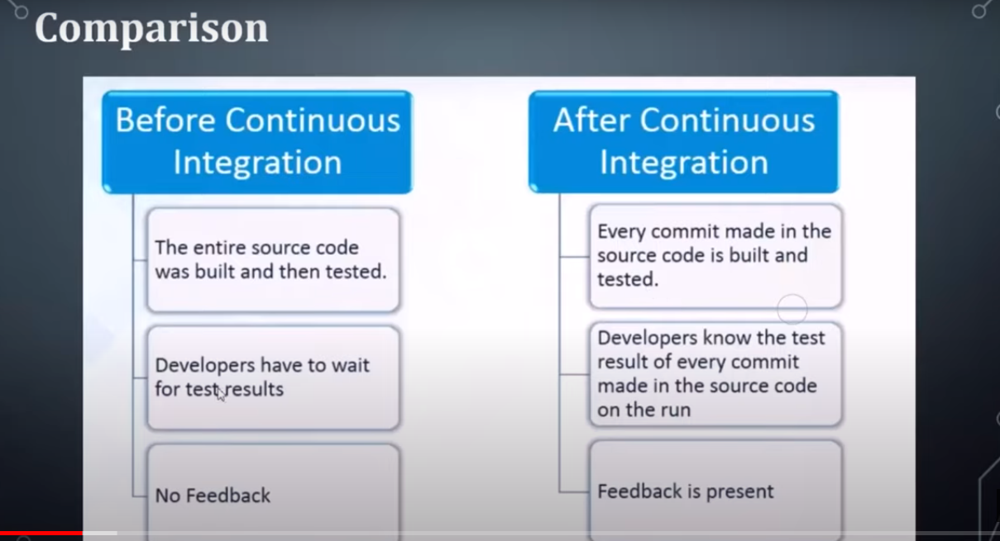 Comparison
Before Continuous
Integration
The entire source code
was built and then tested.
Developers have to wait
for test results
No Feedback
After Continuous
Integration
Every commit made in the
source code is built and
tested.
Developers know the test
result of every commit
made in the source code
on the run
Feedback is present